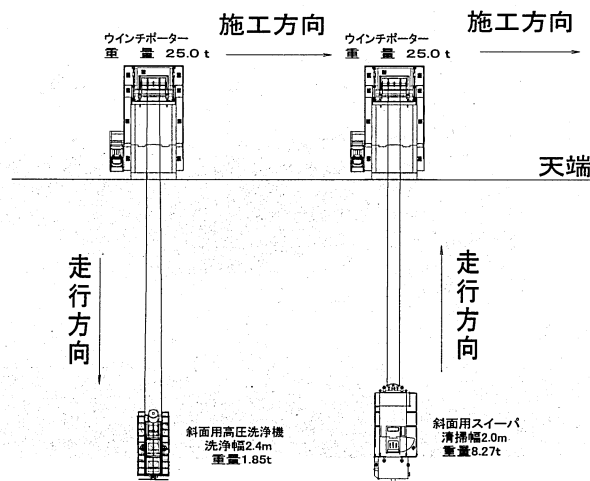 ウインチポーター
重量 25.0t
施工方向
ウインチポーター
重量 25.0t
施工方向
天端
走行方向
走行方向
斜面用高圧洗浄機
洗浄幅2.4m
重量1.85t
斜面用スイーパ
清掃幅2.0m
重量8.27t